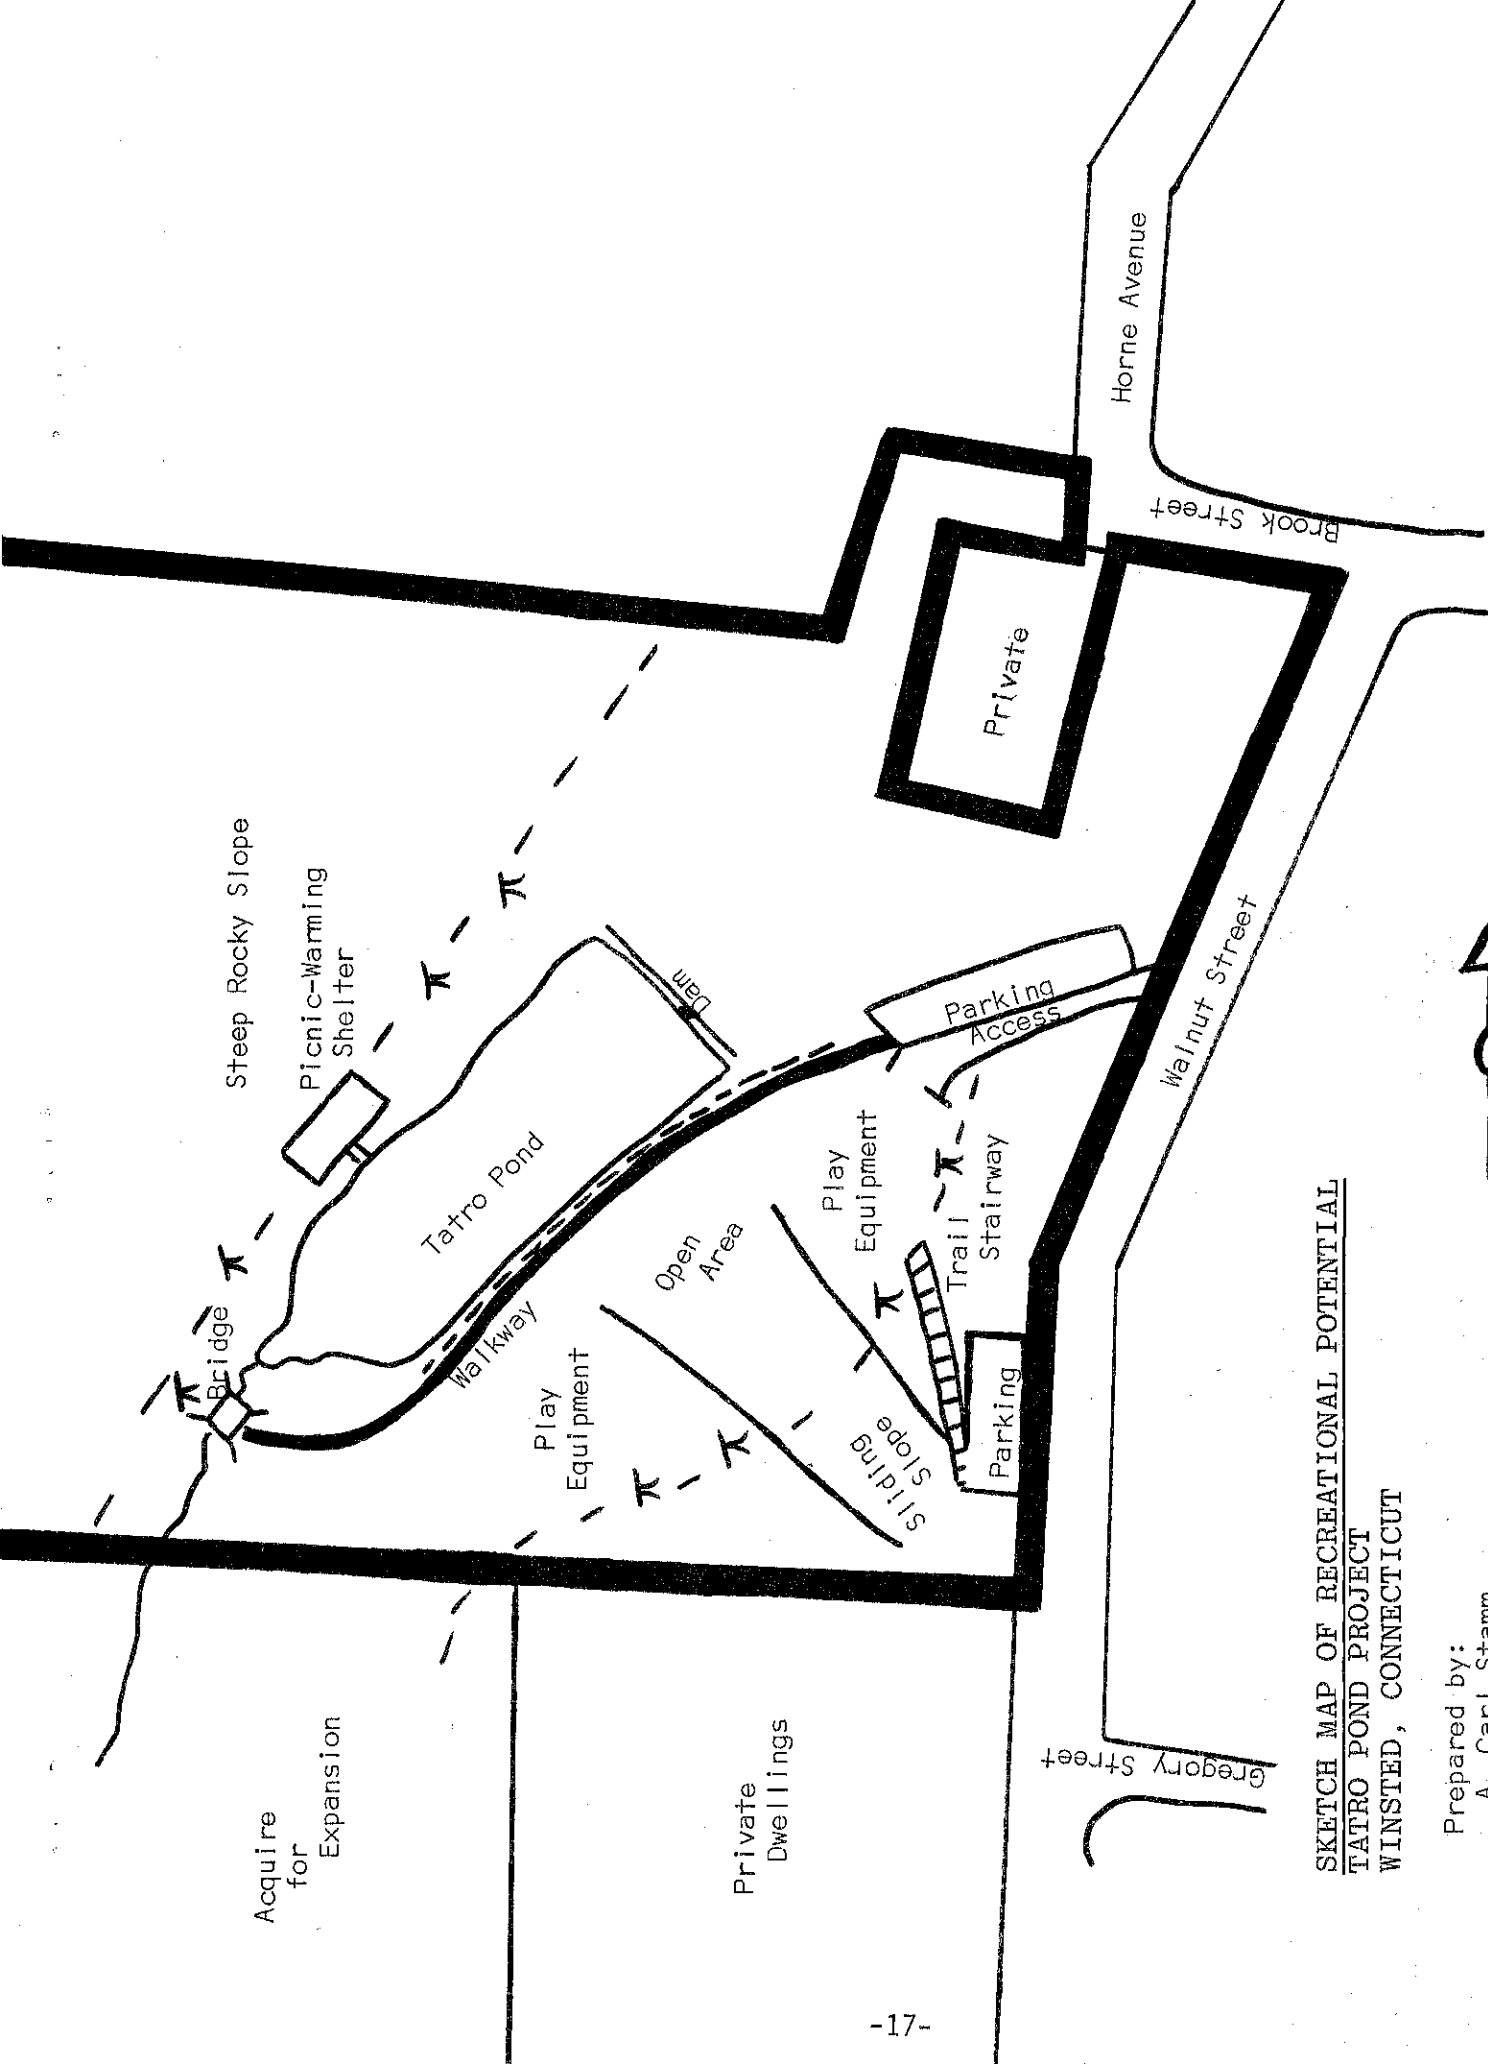 Steep Rocky Slope
Picnic-Warming
Shelter
Bridge
Tatro Pond
Dam
Walkway
Acquire
for
Expansion
Play
Equipment
Open
Area
Play
Equipment
Private
Horne Avenue
Brook Street
Private
Dwellings
Sliding
Slope
Trail
Stairway
Parking
Access
Parking
Walnut Street
Gregory Street
SKETCH MAP OF RECREATIONAL POTENTIAL
TATRO POND PROJECT
WINSTED, CONNECTICUT
Prepared by:
A. Carl Stamm
-17-